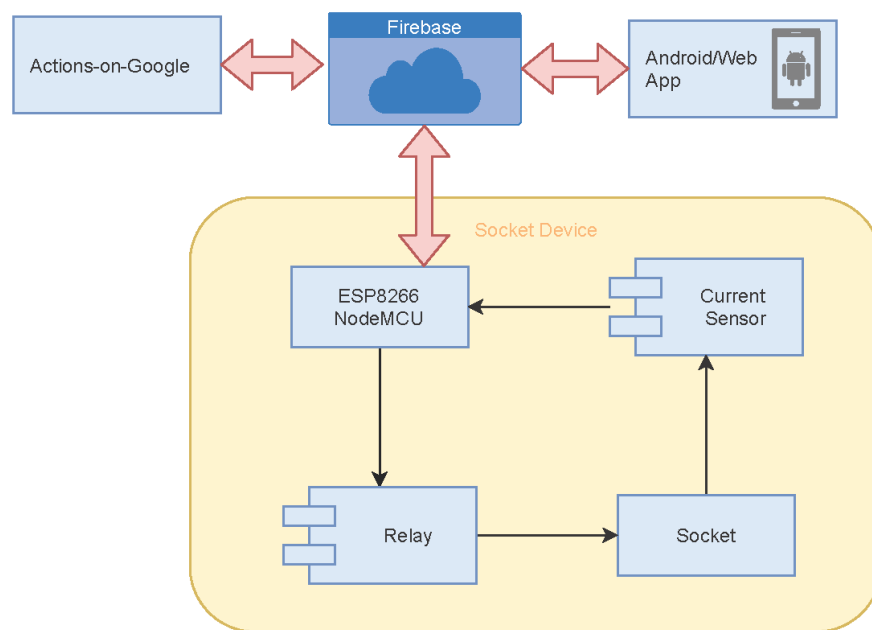 Firebase
Actions-on-Google
Android/Web
App
Socket Device
ESP8266
NodeMCU
Current
Sensor
Relay
Socket